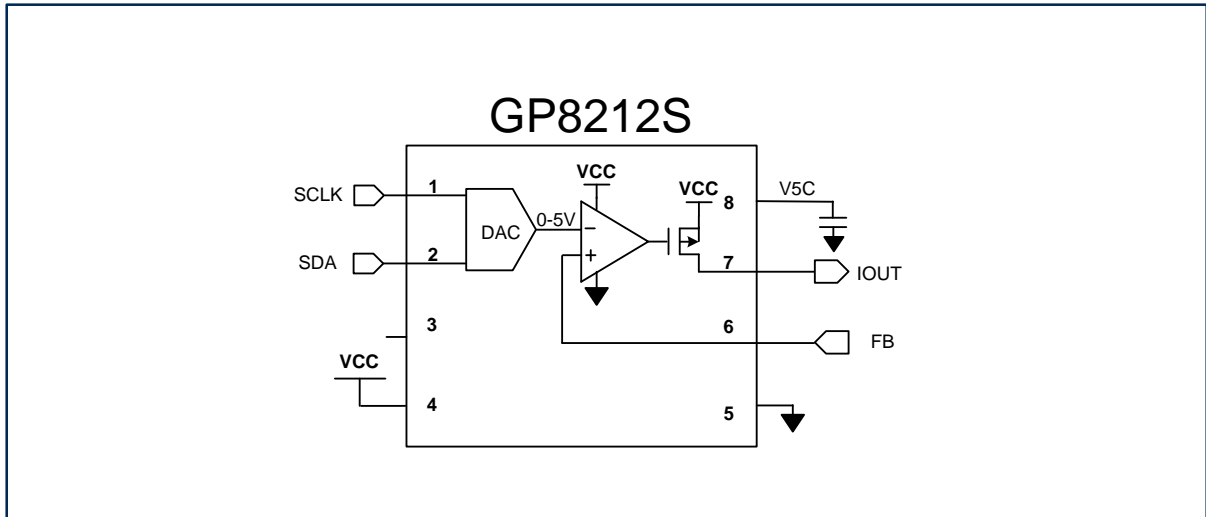 GP8212S
VCC
VCC
8
V5C
SCLK
1
0-5V
DAC
−
SDA
2
+
7
IOUT
3
6
FB
VCC
4
5